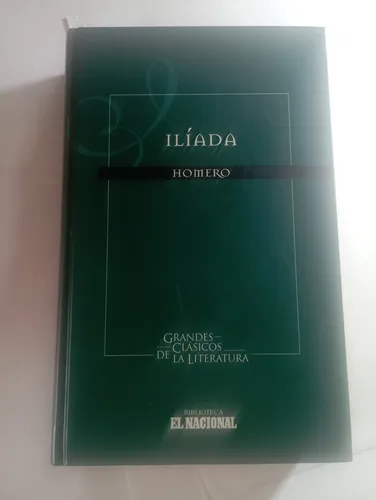 ILÍADA
HOMERO
GRANDES
CLÁSICOS
DE LA LITERATURA
BIBLIOTECA
EL NACIONAL